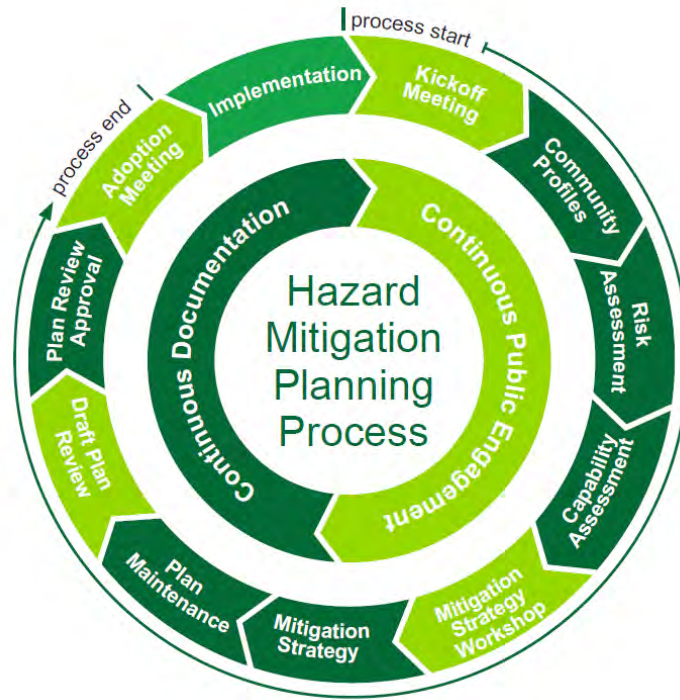 process start
Kickoff
Meeting
Community
Profiles
Risk
Assessment
Capability
Assessment
Mitigation
Strategy
Workshop
Mitigation
Strategy
Plan
Maintenance
Draft Plan
Review
Plan Review
Approval
Adoption
Meeting
process end
Implementation
Continuous Public Engagement
Continuous Documentation
Hazard
Mitigation
Planning
Process